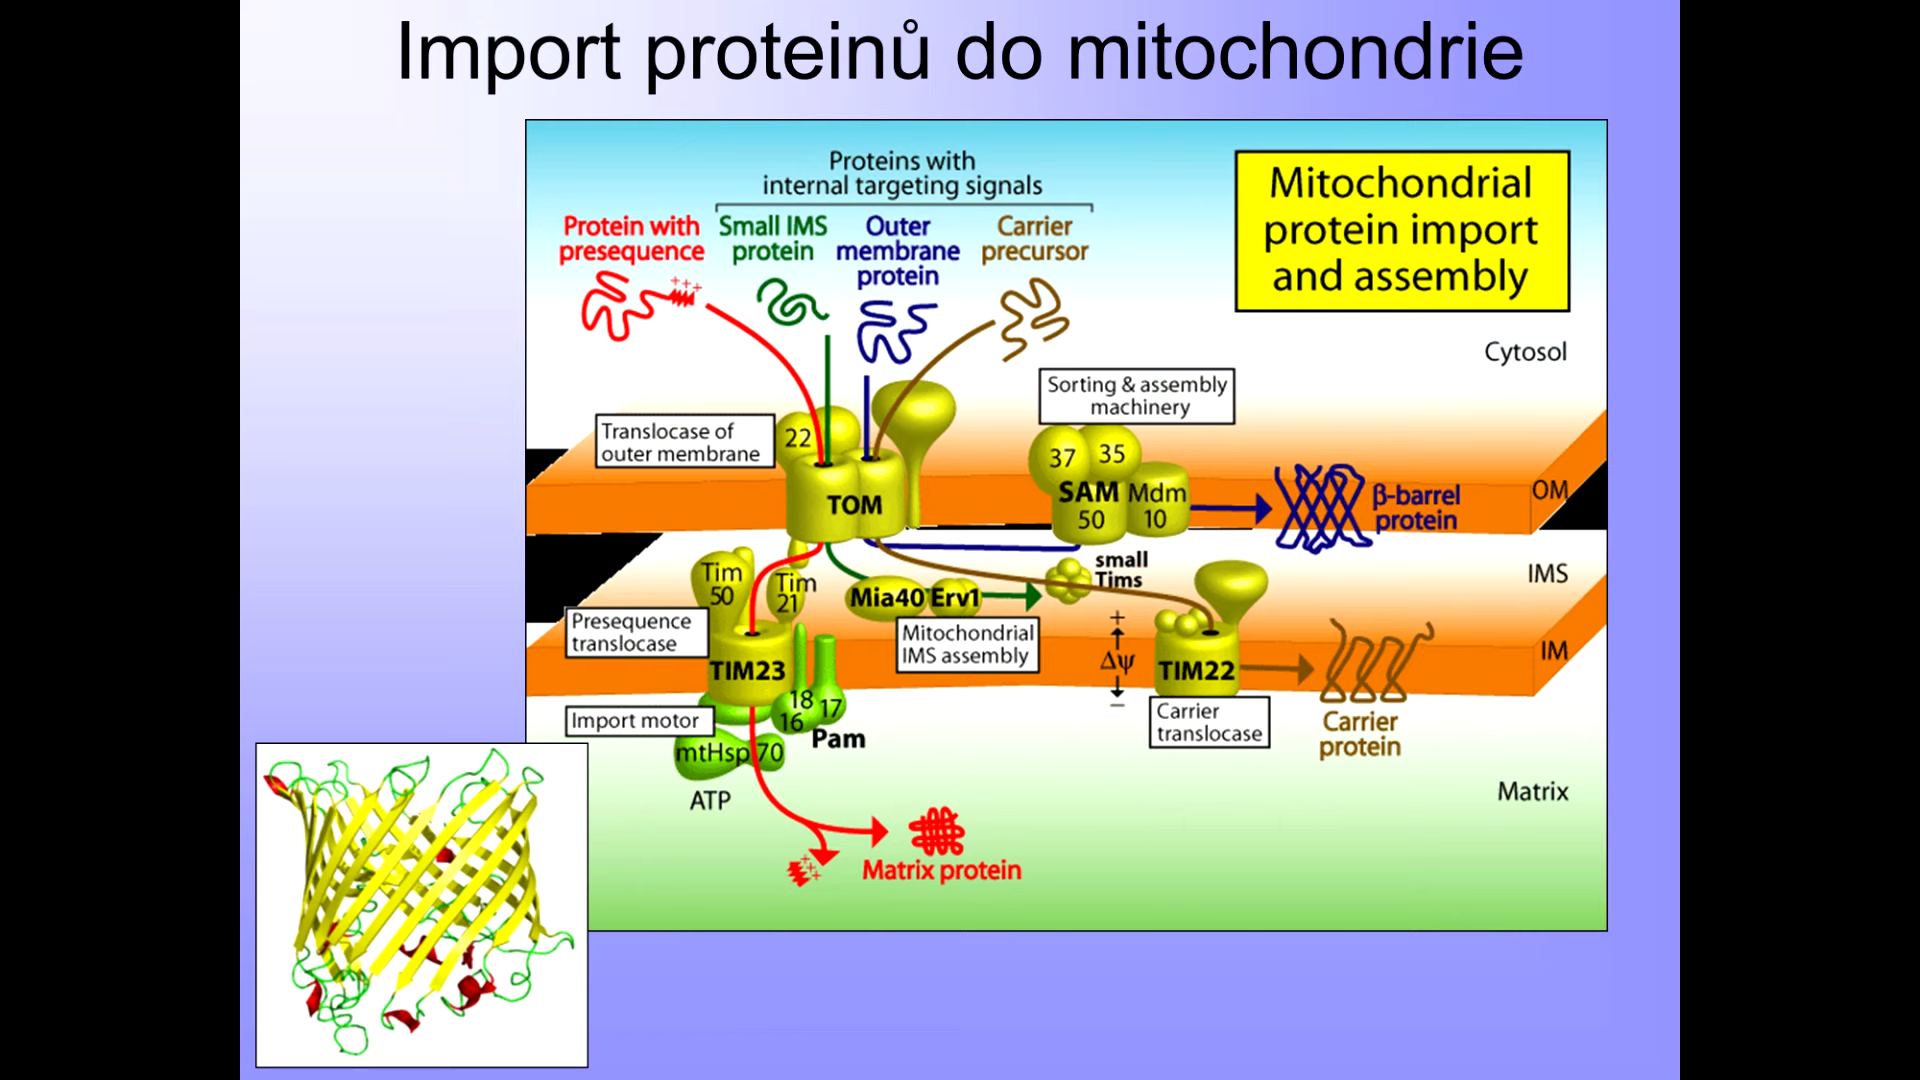 Import proteinů do mitochondrie
Proteins with
internal targeting signals
Protein with
presequence
Small IMS
protein
Outer
membrane
protein
Carrier
precursor
Mitochondrial
protein import
and assembly
+++
Cytosol
Sorting & assembly
machinery
Translocase of
outer membrane
22
TOM
37
35
SAM
50
Mdm
10
β-barrel
protein
OM
IMS
small
Tims
Tim
50
Tim
21
Mia40
Erv1
Presequence
translocase
Mitochondrial
IMS assembly
+
Δψ
−
TIM23
TIM22
IM
Import motor
18
16
17
Pam
Carrier
translocase
Carrier
protein
mtHsp70
ATP
Matrix
+++
Matrix protein